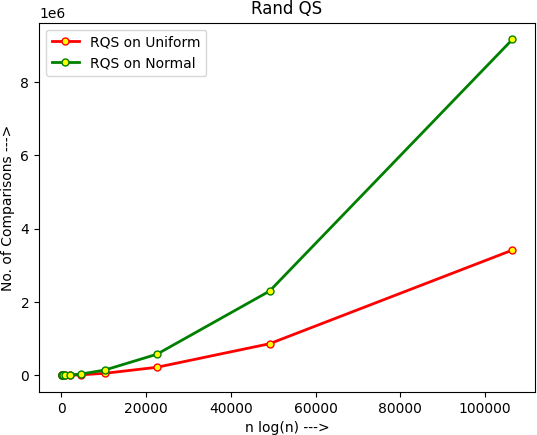 Rand QS
1e6
RQS on Uniform
RQS on Normal
8
6
4
2
0
No. of Comparisons --->
0 20000 40000 60000 80000 100000
n log(n) --->